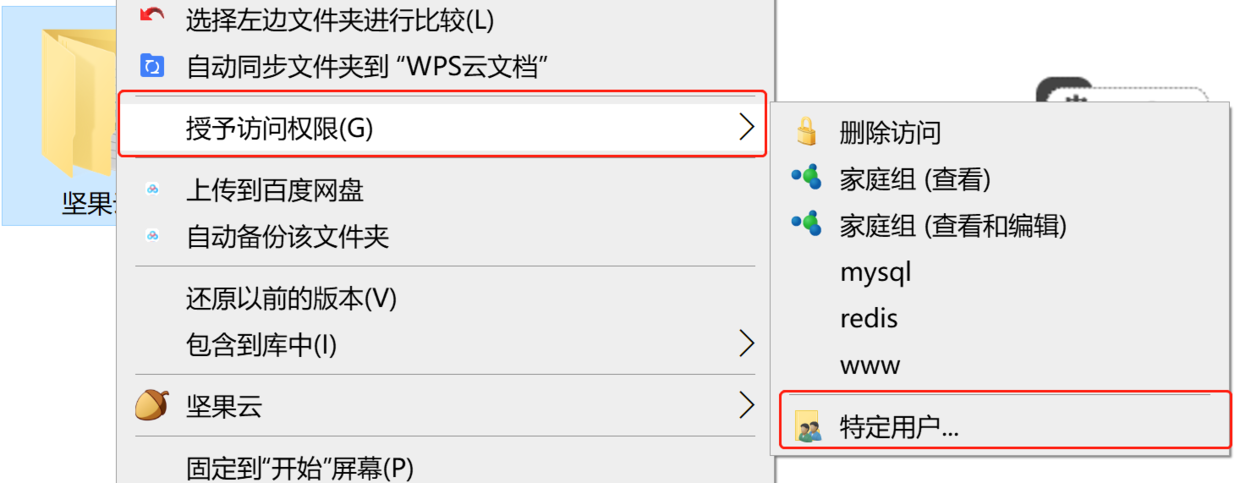 选择左边文件夹进行比较(L)
自动同步文件夹到 “WPS云文档”
授予访问权限(G)
上传到百度网盘
自动备份该文件夹
还原以前的版本(V)
包含到库中(I)
坚果云
固定到“开始”屏幕(P)
坚果
删除访问
家庭组 (查看)
家庭组 (查看和编辑)
mysql
redis
www
特定用户...